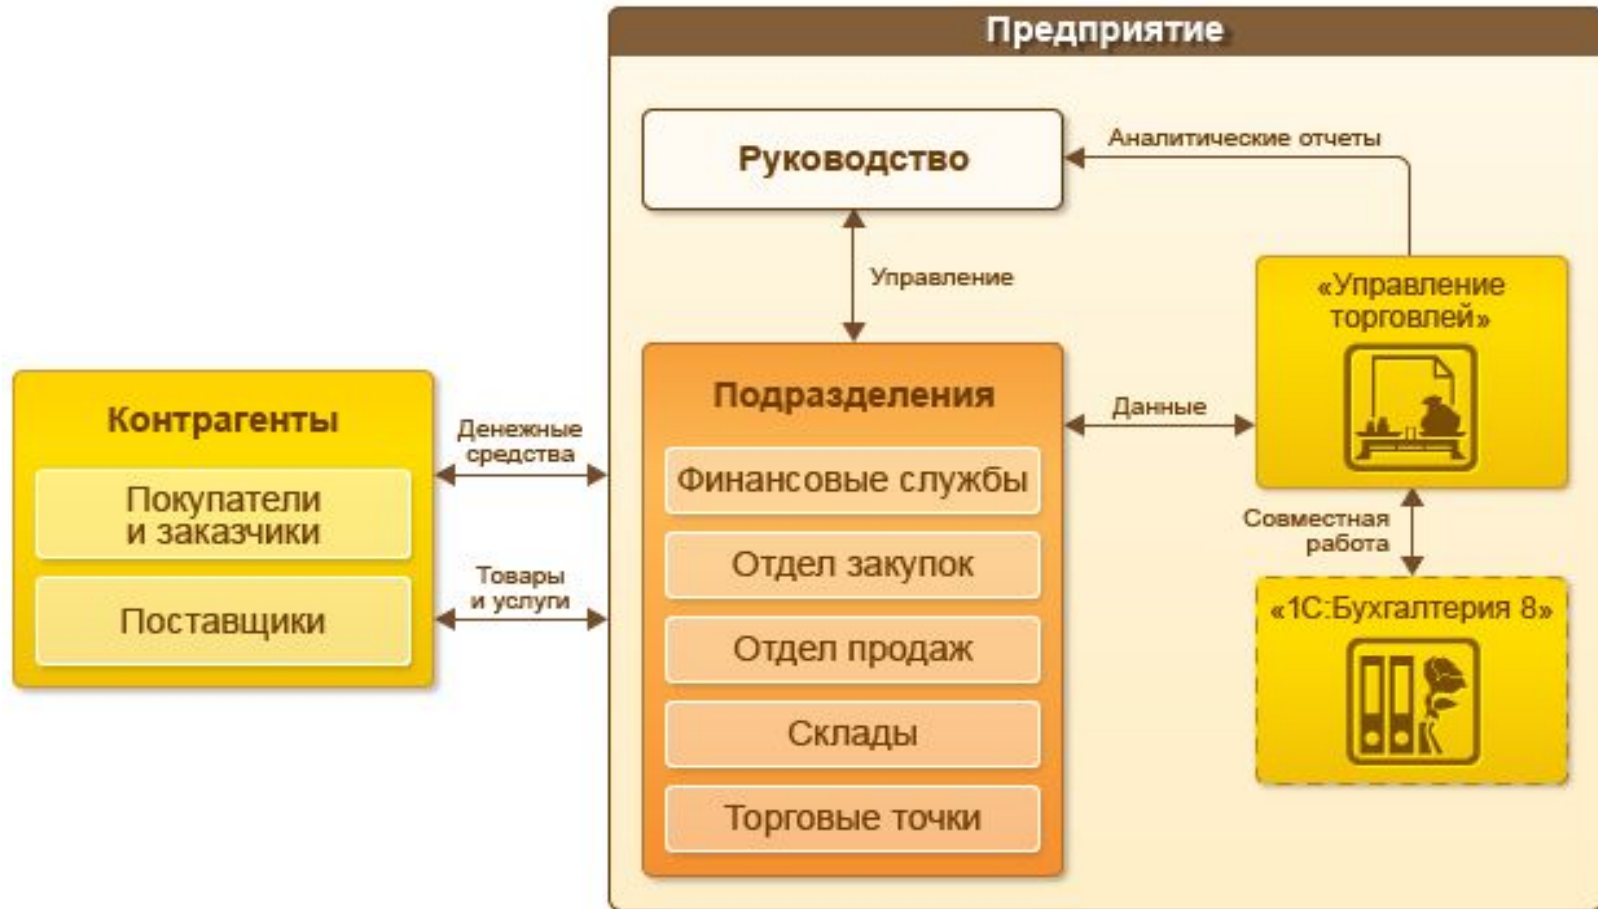 Предприятие
Руководство
Аналитические отчеты
Управление
«Управление
торговлей»
Контрагенты
Покупатели
и заказчики
Поставщики
Денежные
средства
Товары
и услуги
Подразделения
Финансовые службы
Отдел закупок
Отдел продаж
Склады
Торговые точки
Данные
Совместная
работа
«1С:Бухгалтерия 8»